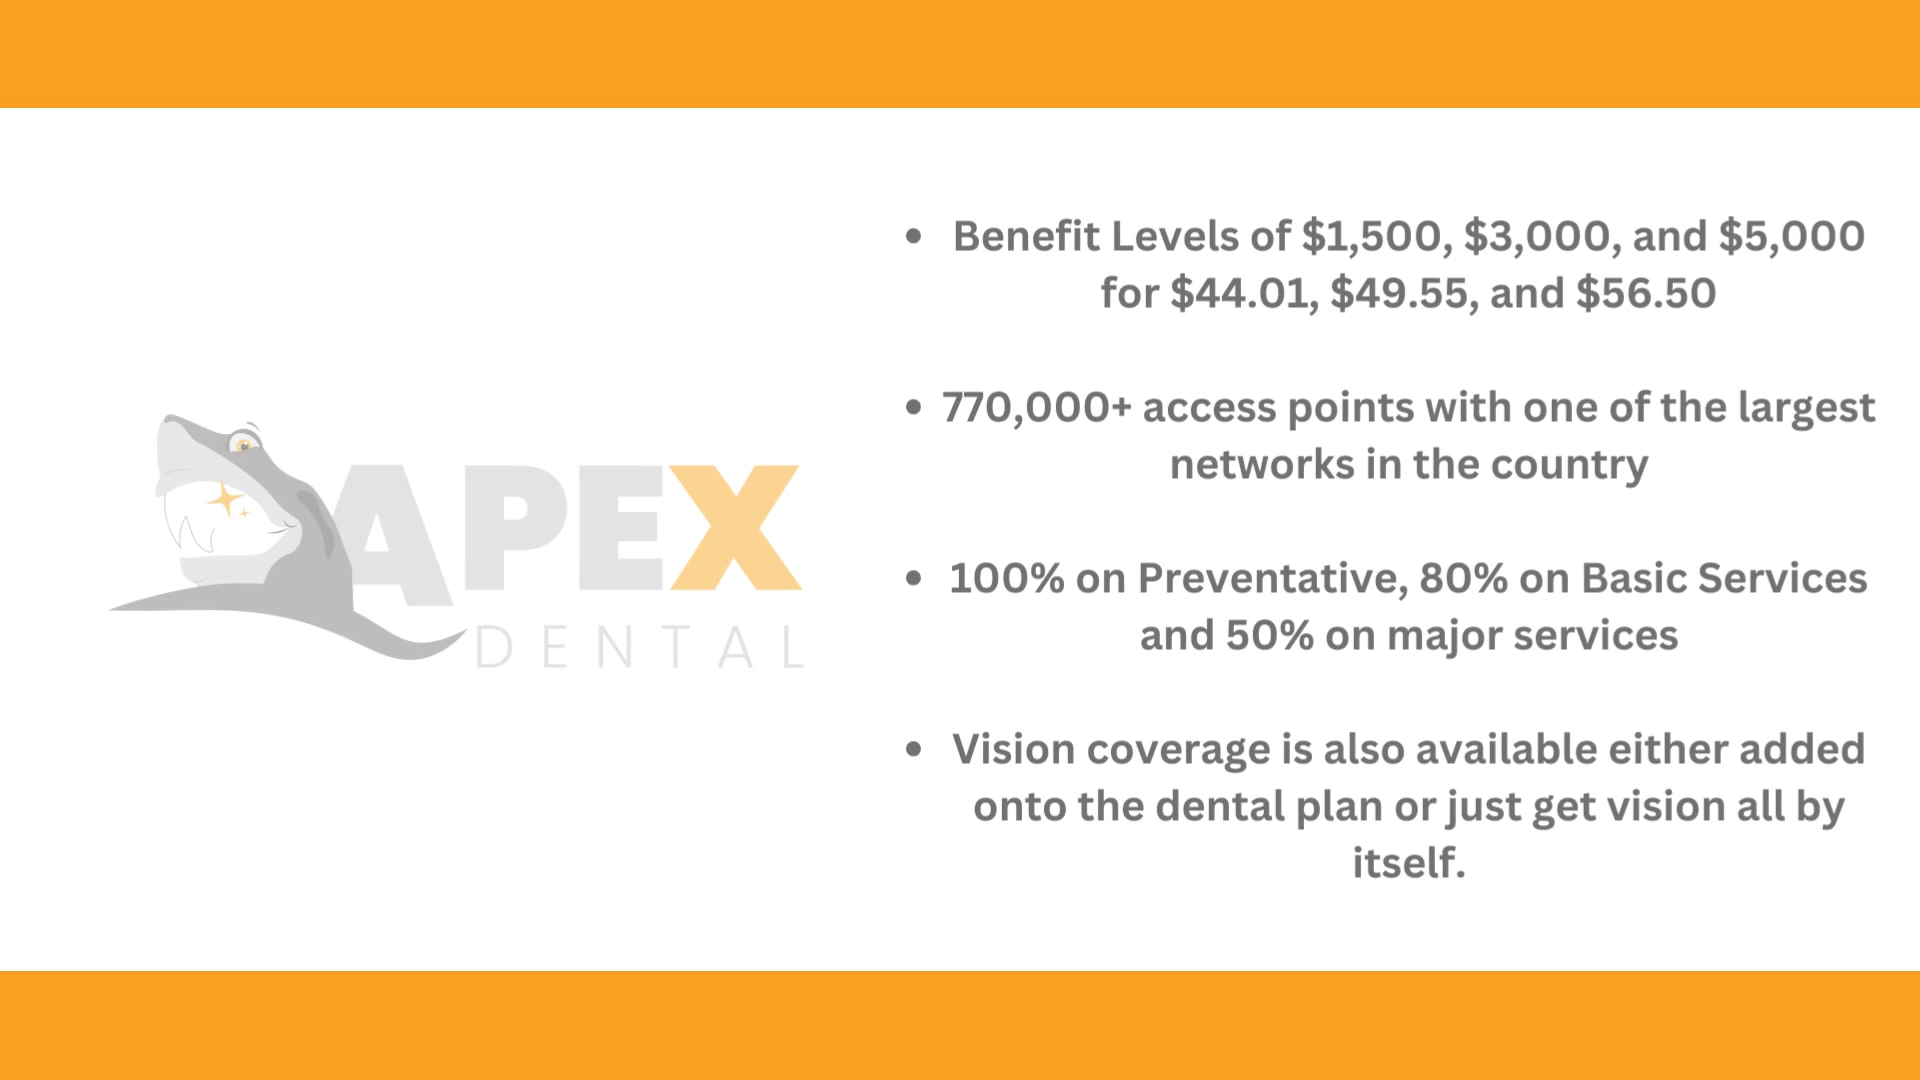 APEX
DENTAL
• Benefit Levels of $1,500, $3,000, and $5,000
for $44.01, $49.55, and $56.50
• 770,000+ access points with one of the largest
networks in the country
• 100% on Preventative, 80% on Basic Services
and 50% on major services
• Vision coverage is also available either added
onto the dental plan or just get vision all by
itself.